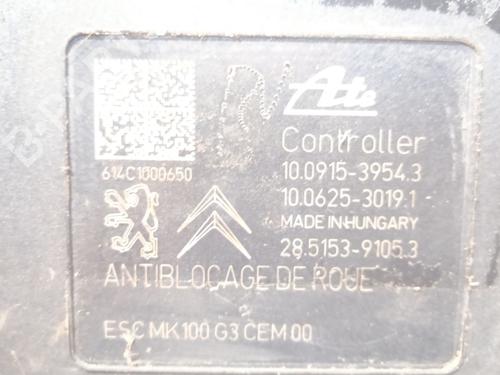 Ate
Controller
614C1000650
10.0915-3954.3
10.0625-3019.1
MADE IN HUNGARY
28.5153-9105.3
ANTIBLOCAGE DE ROUE
ESC MK100 G3 CEM 00